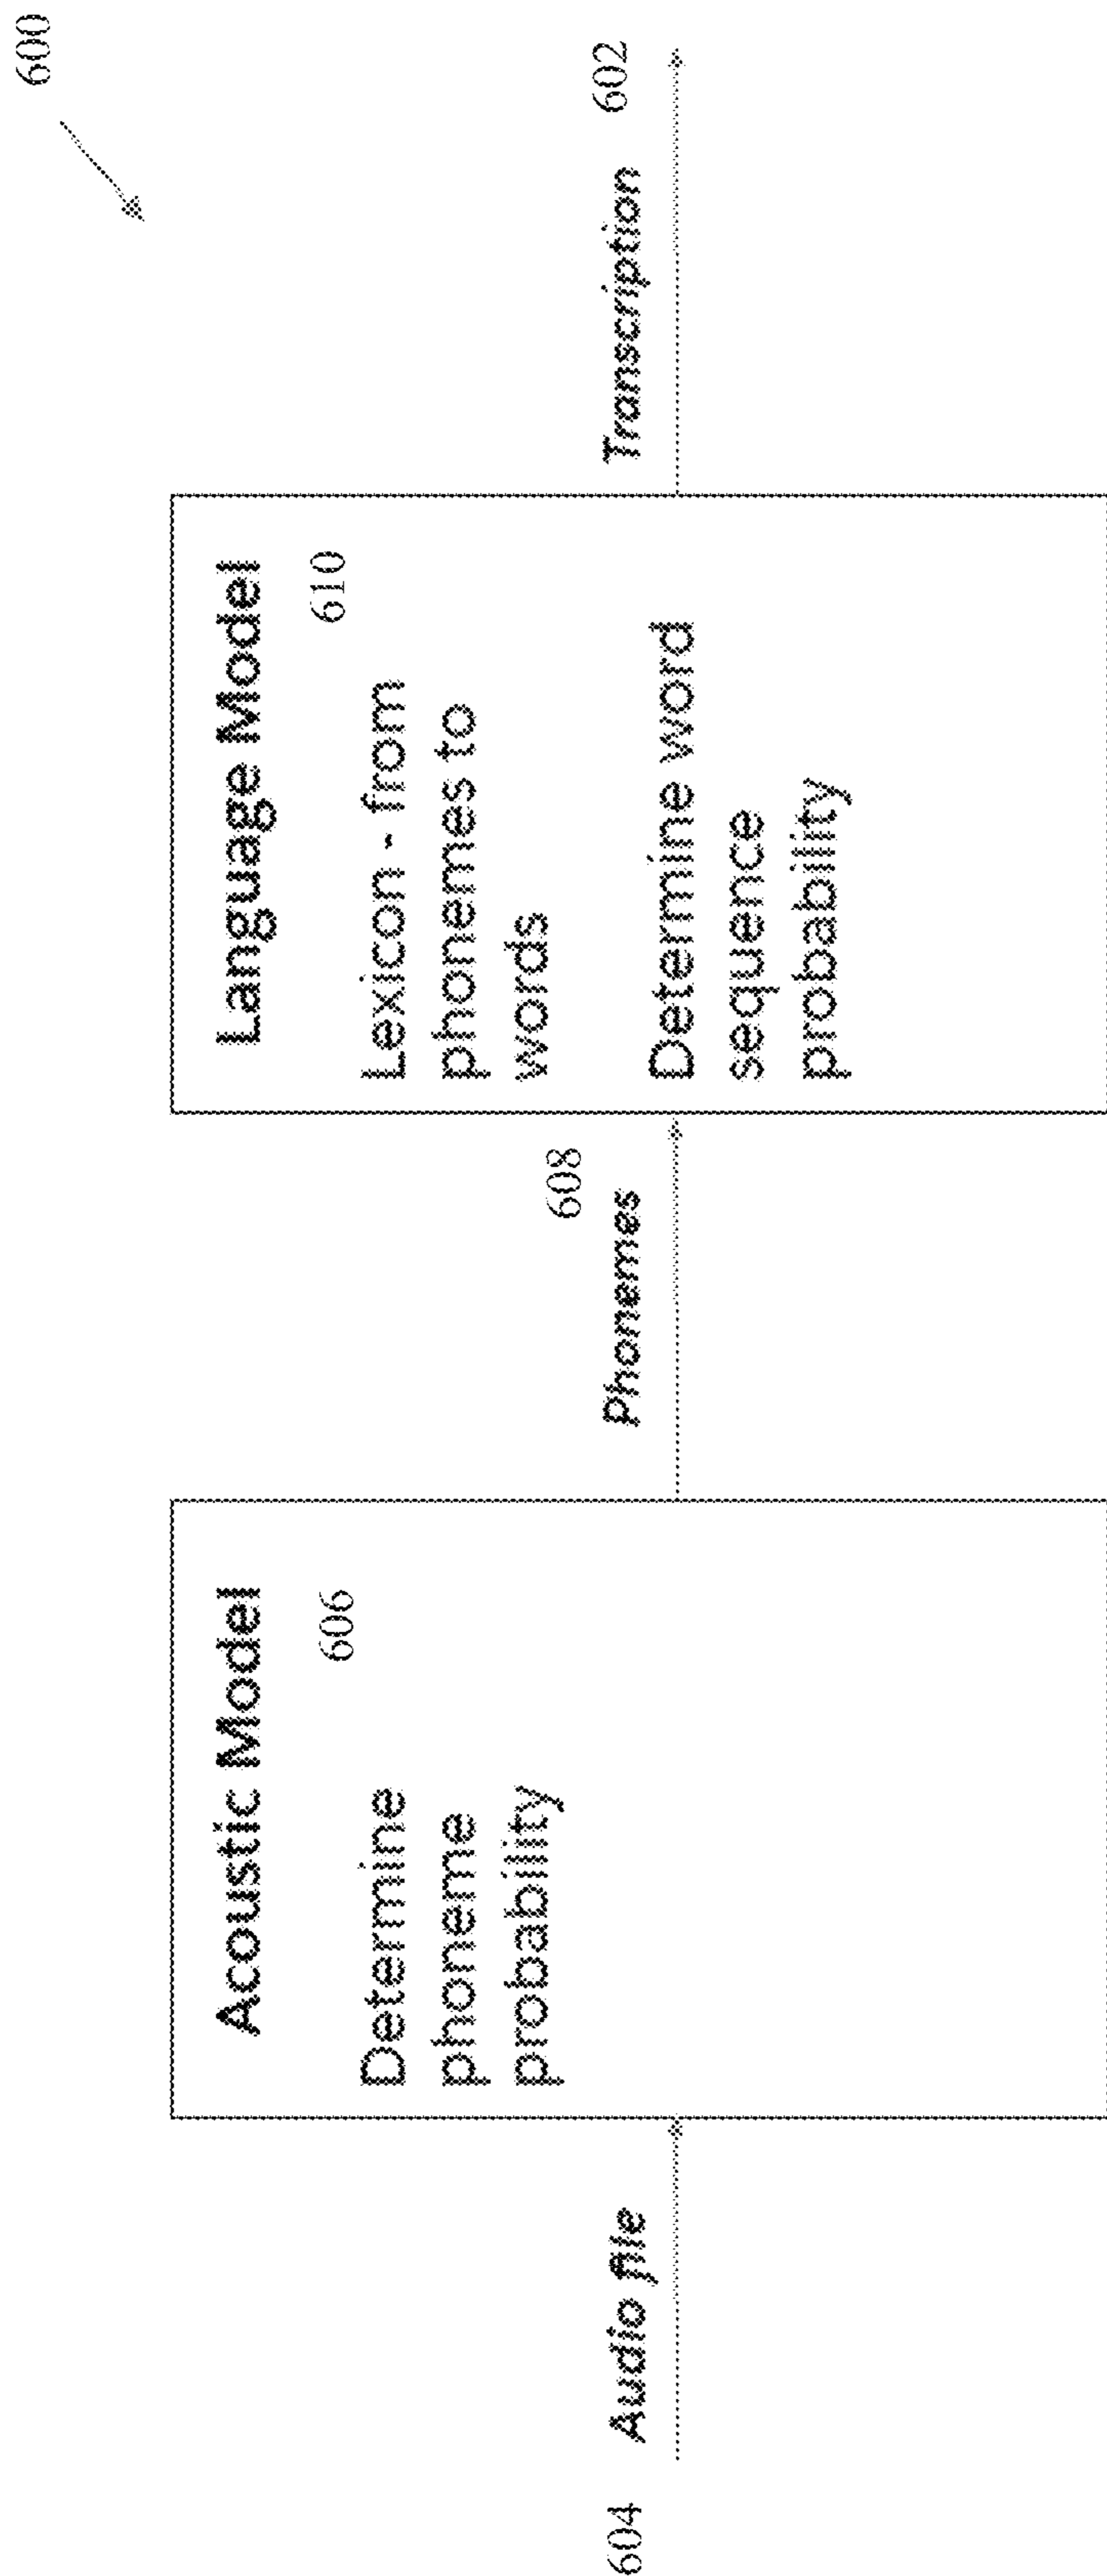 600
604 Audio file
Acoustic Model
606
Determine
phoneme
probability
608
Phonemes
Language Model
610
Lexicon - from
phonemes to
words
Determine word
sequence
probability
Transcription 602